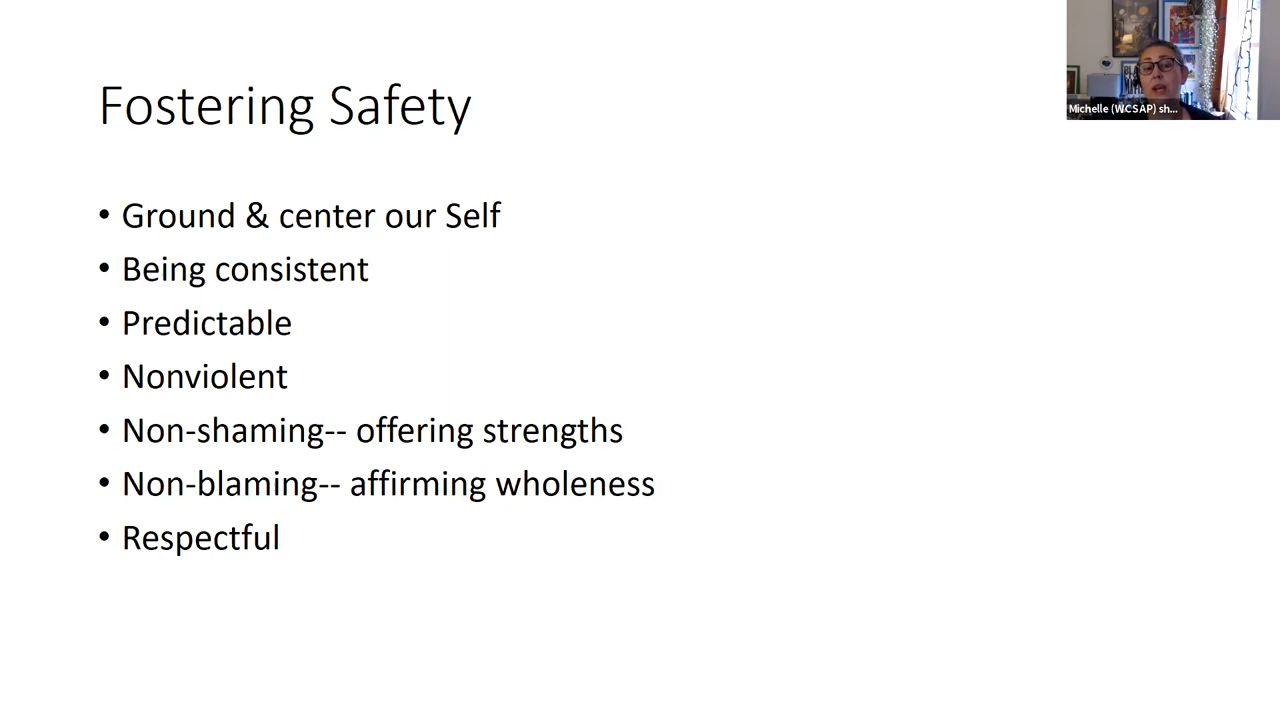 Fostering Safety
• Ground & center our Self
• Being consistent
• Predictable
• Nonviolent
• Non-shaming-- offering strengths
• Non-blaming-- affirming wholeness
• Respectful
Michelle (WCSAP) sh...